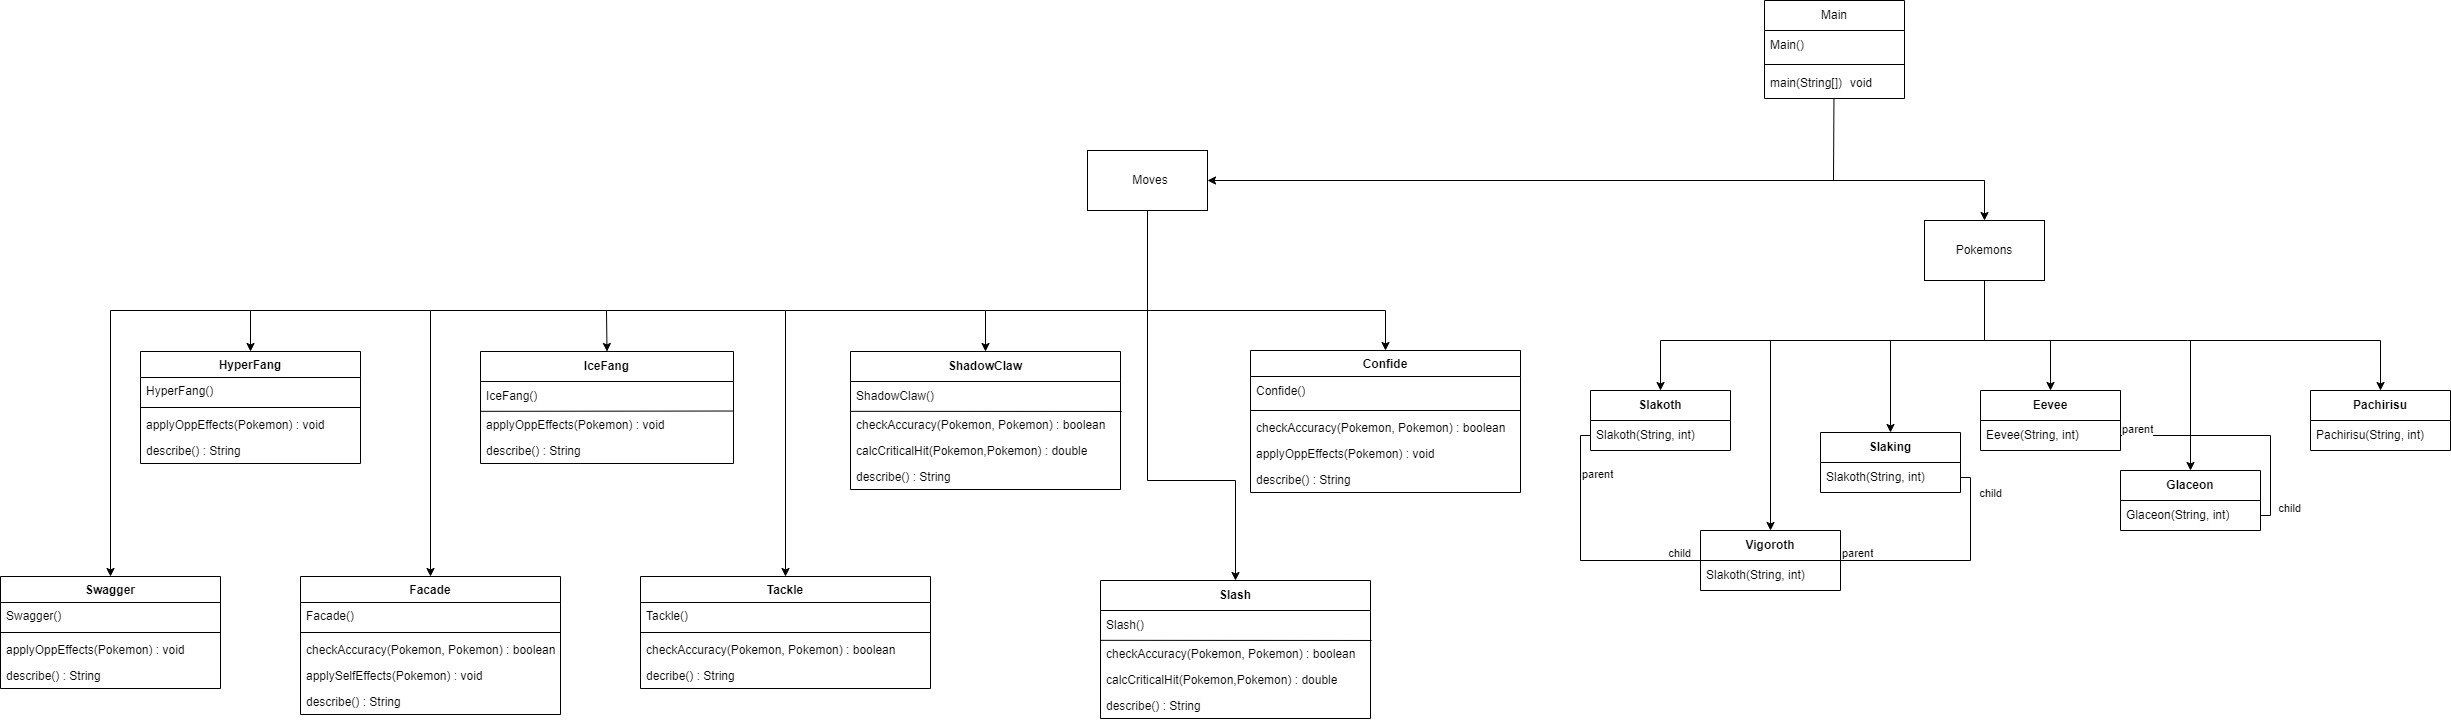 Main
Main()
main(String[])  void
Moves
Pokemons
HyperFang
HyperFang()
applyOppEffects(Pokemon) : void
describe() : String
IceFang
IceFang()
applyOppEffects(Pokemon) : void
describe() : String
ShadowClaw
ShadowClaw()
checkAccuracy(Pokemon, Pokemon) : boolean
calcCriticalHit(Pokemon,Pokemon) : double
describe() : String
Confide
Confide()
checkAccuracy(Pokemon, Pokemon) : boolean
applyOppEffects(Pokemon) : void
describe() : String
Slakoth
Slakoth(String, int)
parent
child
Vigoroth
Slakoth(String, int)
parent
Slaking
Slakoth(String, int)
child
Eevee
Eevee(String, int)
parent
Glaceon
Glaceon(String, int)
child
Pachirisu
Pachirisu(String, int)
Swagger
Swagger()
applyOppEffects(Pokemon) : void
describe() : String
Facade
Facade()
checkAccuracy(Pokemon, Pokemon) : boolean
applySelfEffects(Pokemon) : void
describe() : String
Tackle
Tackle()
checkAccuracy(Pokemon, Pokemon) : boolean
decribe() : String
Slash
Slash()
checkAccuracy(Pokemon, Pokemon) : boolean
calcCriticalHit(Pokemon,Pokemon) : double
describe() : String